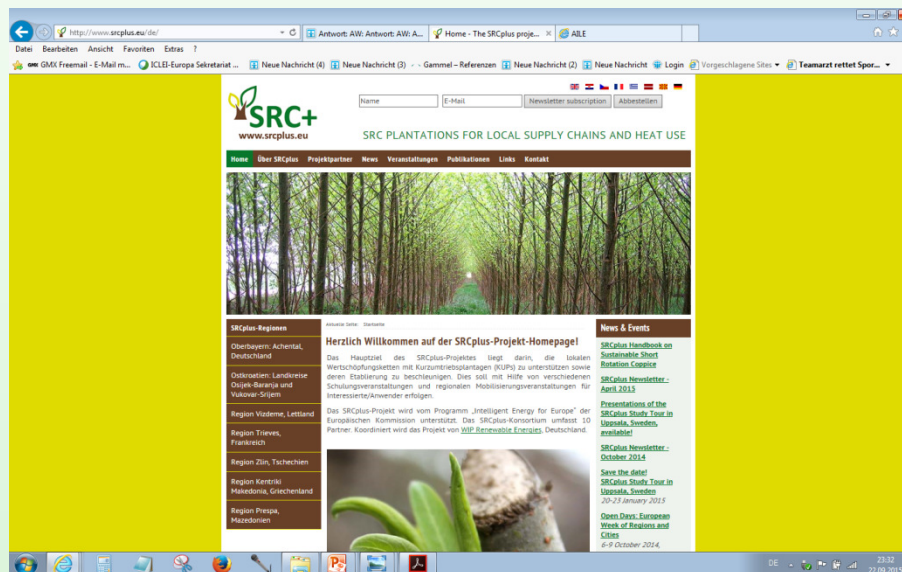 http://www.srcplus.eu/de/
Antwort: AW: Antwort: AW: A...
Home - The SRCplus proje...
AILE
Datei Bearbeiten Ansicht Favoriten Extras ?
GMX Freemail - E-Mail m...
ICLEI-Europa Sekretariat ...
Neue Nachricht (4)
Neue Nachricht (3)
- - Gammel – Referenzen
Neue Nachricht (2)
Neue Nachricht
Login
Vorgeschlagene Sites
Teamarzt rettet Spor...
SRC+
www.srcplus.eu
Name
E-Mail
Newsletter subscription
Abbestellen
SRC PLANTATIONS FOR LOCAL SUPPLY CHAINS AND HEAT USE
Home Über SRCplus Projektpartner News Veranstaltungen Publikationen Links Kontakt
SRCplus-Regionen
Oberbayern: Achental,
Deutschland
Ostkroatien: Landkreise
Osijek-Baranja und
Vukovar-Srijem
Region Vidzeme, Lettland
Region Trieves,
Frankreich
Region Zlin, Tschechien
Region Kentriki
Makedonia, Griechenland
Region Prespa,
Mazedonien
Aktuelle Seite: Startseite
Herzlich Willkommen auf der SRCplus-Projekt-Homepage!
Das Hauptziel des SRCplus-Projektes liegt darin, die lokalen
Wertschöpfungsketten mit Kurzumtriebsplantagen (KUPs) zu unterstützen sowie
deren Etablierung zu beschleunigen. Dies soll mit Hilfe von verschiedenen
Schulungsveranstaltungen und regionalen Mobilisierungsveranstaltungen für
Interessierte/Anwender erfolgen.
Das SRCplus-Projekt wird vom Programm „Intelligent Energy for Europe“ der
Europäischen Kommission unterstützt. Das SRCplus-Konsortium umfasst 10
Partner. Koordiniert wird das Projekt von WIP Renewable Energies, Deutschland.
News & Events
SRCplus Handbook on
Sustainable Short
Rotation Coppice
SRCplus Newsletter -
April 2015
Presentations of the
SRCplus Study Tour in
Uppsala, Sweden,
available!
SRCplus Newsletter -
October 2014
Save the date!
SRCplus Study Tour in
Uppsala, Sweden
20-23 January 2015
Open Days: European
Week of Regions and
Cities
6-9 October 2014,
DE
23:32
22.09.2015